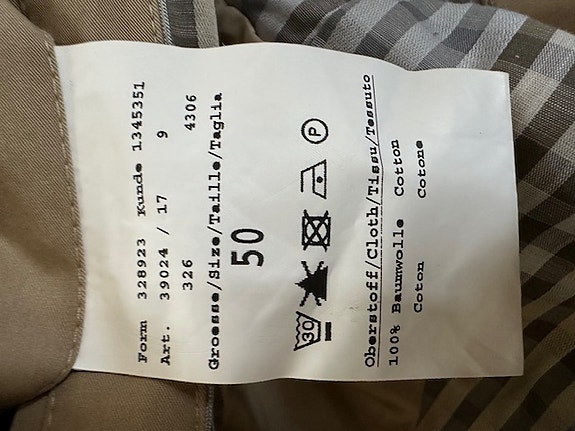 Form 328923 Kunde 1345351
Art. 39024 / 17 9
326 4306
Groesse/Size/Taille/Taglia
50
30 P
Oberstoff/Cloth/Tissu/Tessuto
100% Baumwolle Cotton
Coton Cotone